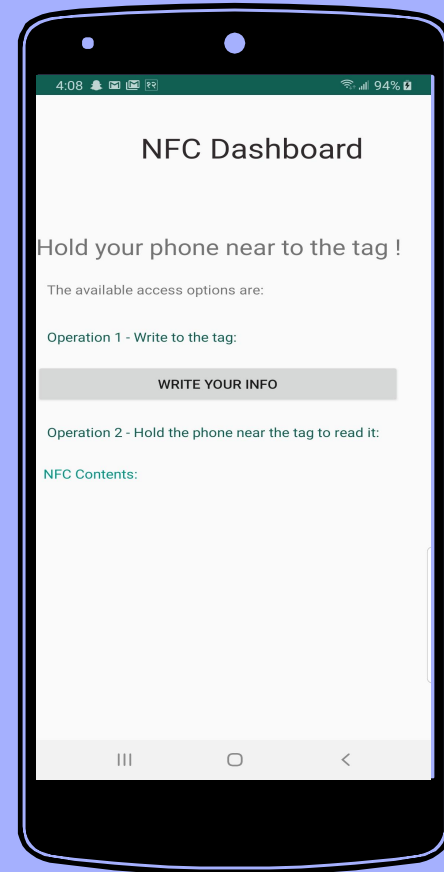 4:08 १२ 94%
NFC Dashboard
Hold your phone near to the tag !
The available access options are:
Operation 1 - Write to the tag:
WRITE YOUR INFO
Operation 2 - Hold the phone near the tag to read it:
NFC Contents: